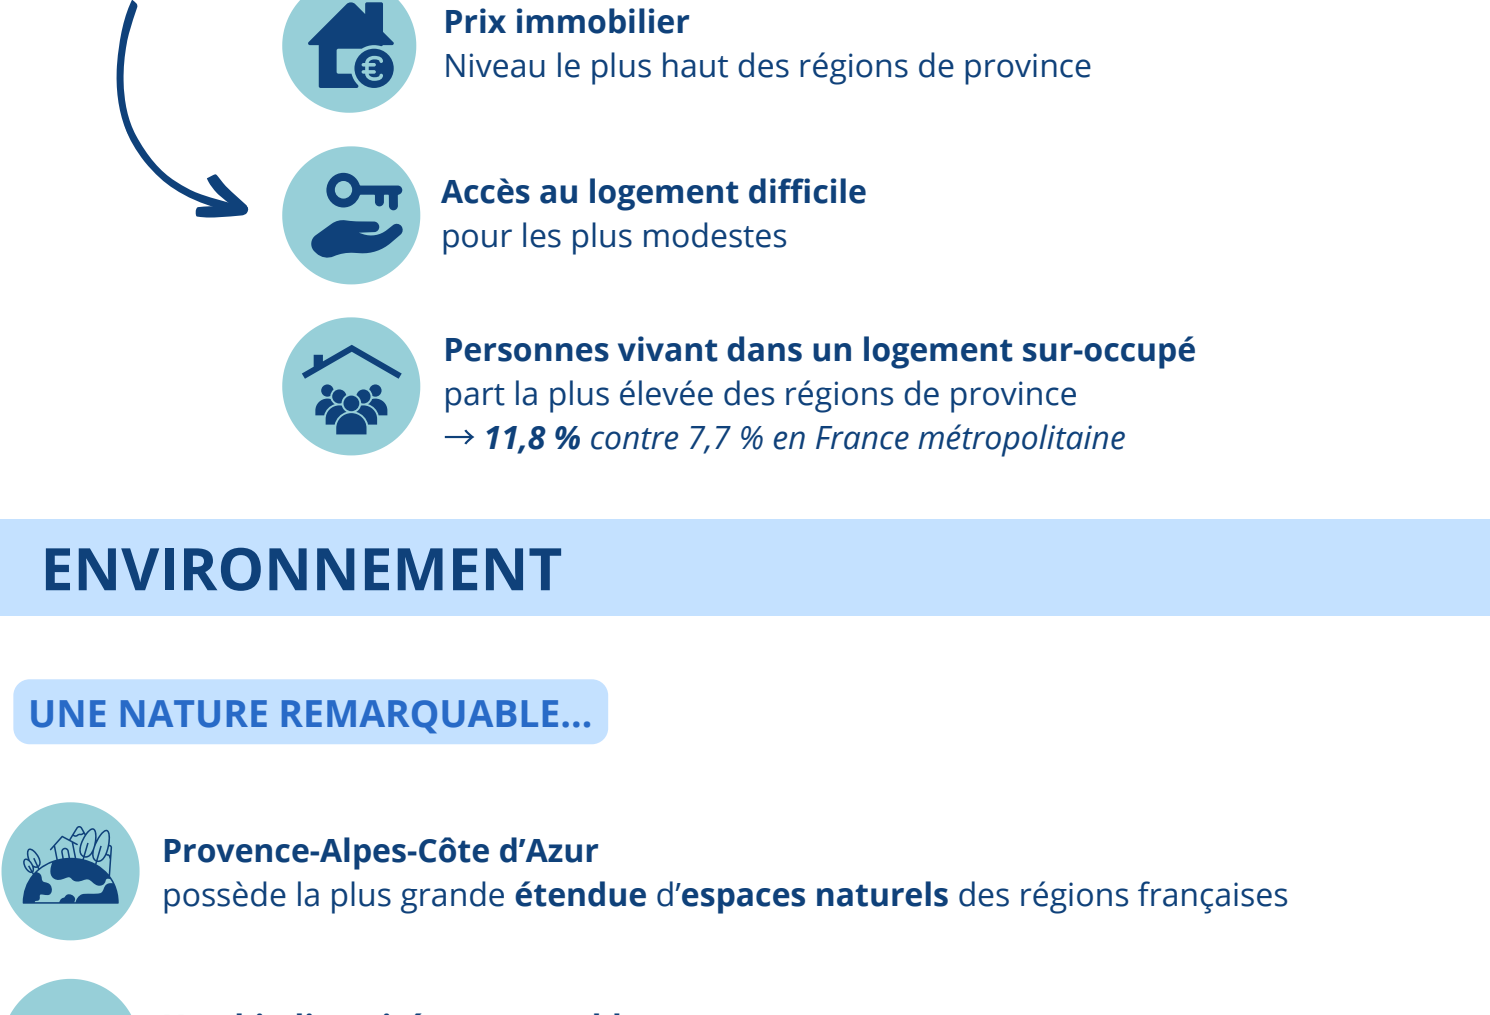 Prix immobilier
Niveau le plus haut des régions de province
Accès au logement difficile
pour les plus modestes
Personnes vivant dans un logement sur-occupé
part la plus élevée des régions de province
→ 11,8 % contre 7,7 % en France métropolitaine
ENVIRONNEMENT
UNE NATURE REMARQUABLE...
Provence-Alpes-Côte d’Azur
possède la plus grande étendue d’espaces naturels des régions françaises